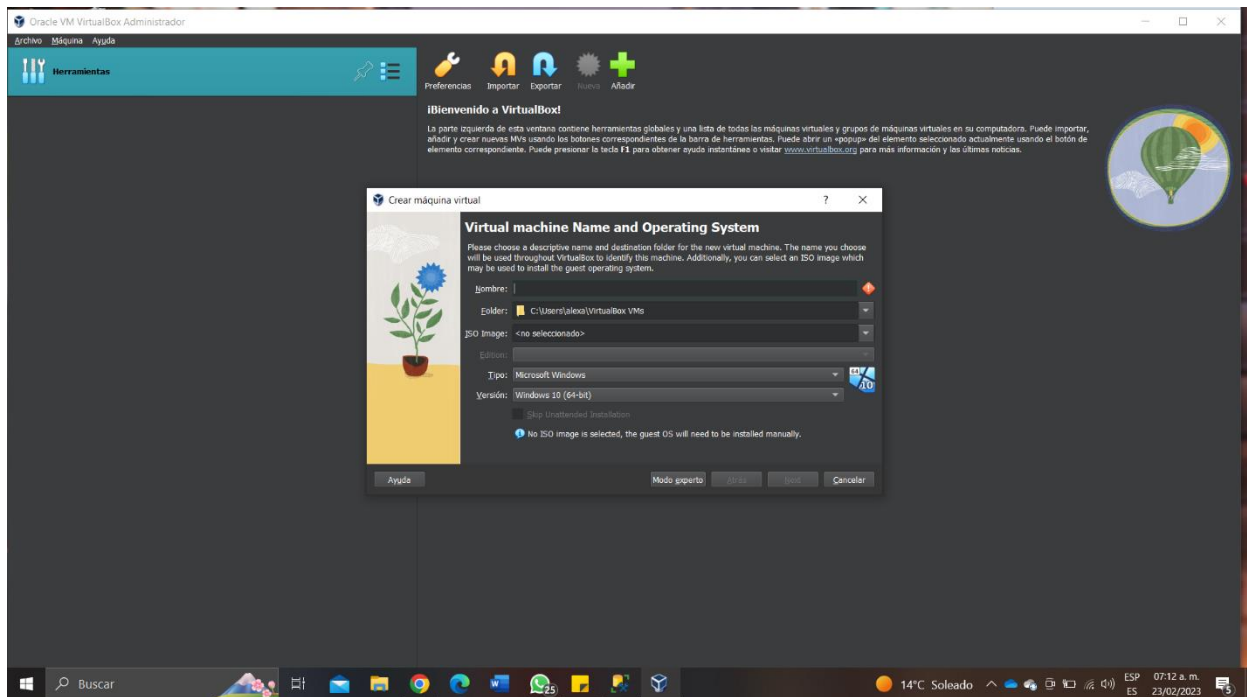 Oracle VM VirtualBox Administrador
Archivo Máquina Ayuda
Herramientas
Preferencias Importar Exportar Nueva Añadir
¡Bienvenido a VirtualBox!
La parte izquierda de esta ventana contiene herramientas globales y una lista de todas las máquinas virtuales y grupos de máquinas virtuales en su computadora. Puede importar,
añadir y crear nuevas MVs usando los botones correspondientes de la barra de herramientas. Puede abrir un «popup» del elemento seleccionado actualmente usando el botón de
elemento correspondiente. Puede presionar la tecla F1 para obtener ayuda instantánea o visitar www.virtualbox.org para más información y las últimas noticias.
Crear máquina virtual
Virtual machine Name and Operating System
Please choose a descriptive name and destination folder for the new virtual machine. The name you choose
will be used throughout VirtualBox to identify this machine. Additionally, you can select an ISO image which
may be used to install the guest operating system.
Nombre:
Folder: C:\Users\alexa\VirtualBox VMs
ISO Image: <no seleccionado>
Edition:
Tipo: Microsoft Windows
64
10
Versión: Windows 10 (64-bit)
Skip Unattended Installation
No ISO image is selected, the guest OS will need to be installed manually.
Ayuda Modo experto Atrás Next Cancelar
Buscar
25
14°C Soleado
ESP
ES
07:12 a. m.
23/02/2023
5